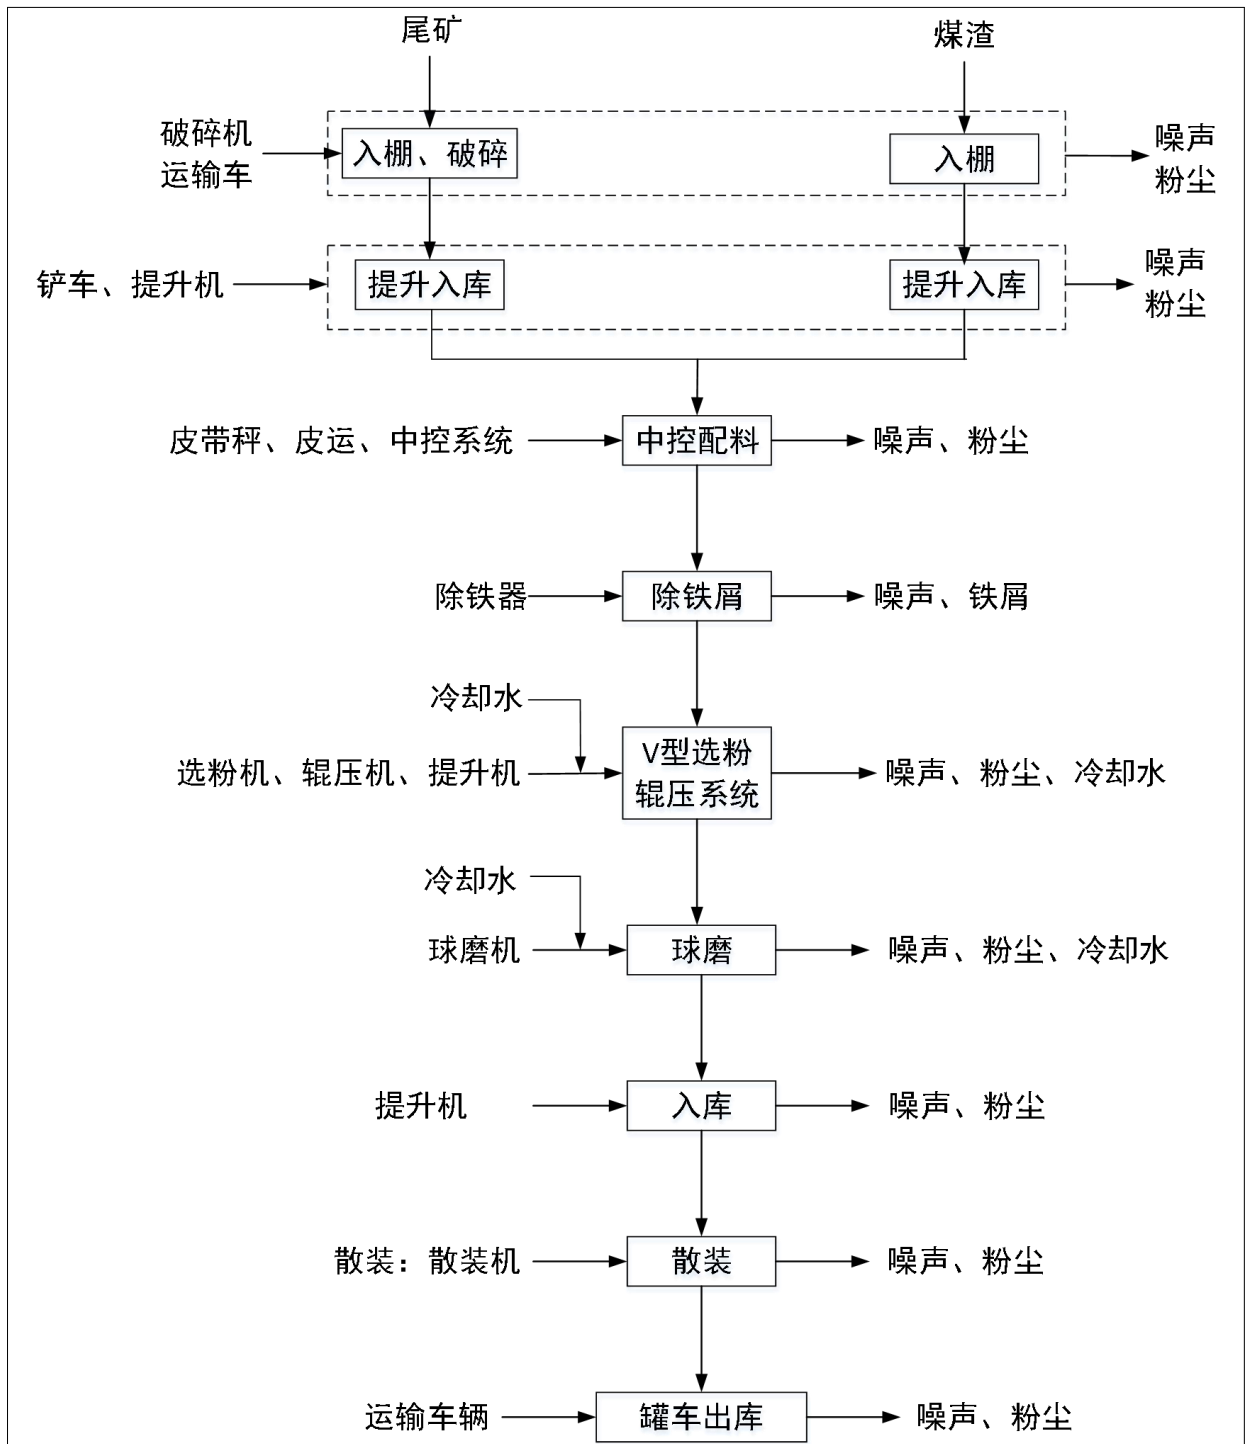 尾矿
煤渣
破碎机
运输车
入棚、破碎
入棚
噪声
粉尘
铲车、提升机
提升入库
提升入库
噪声
粉尘
皮带秤、皮运、中控系统
中控配料
噪声、粉尘
除铁器
除铁屑
噪声、铁屑
冷却水
选粉机、辊压机、提升机
V型选粉
辊压系统
噪声、粉尘、冷却水
冷却水
球磨机
球磨
噪声、粉尘、冷却水
提升机
入库
噪声、粉尘
散装：散装机
散装
噪声、粉尘
运输车辆
罐车出库
噪声、粉尘